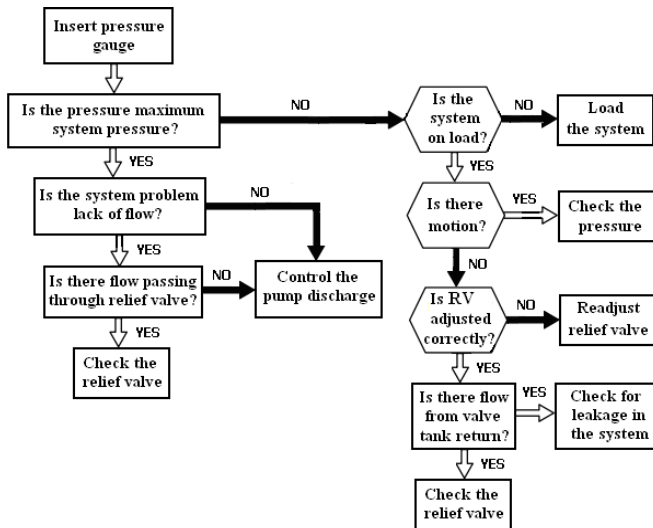 Insert pressure
gauge
Is the pressure maximum
system pressure?
NO
Is the
system
on load?
NO
Load
the system
YES
YES
Is the system problem
lack of flow?
NO
Is there
motion?
YES
Check the
pressure
YES
NO
Is there flow passing
through relief valve?
NO
Control the
pump discharge
Is RV
adjusted
correctly?
NO
Readjust
relief valve
YES
YES
Check the
relief valve
Is there flow
from valve
tank return?
YES
Check for
leakage in
the system
YES
Check the
relief valve